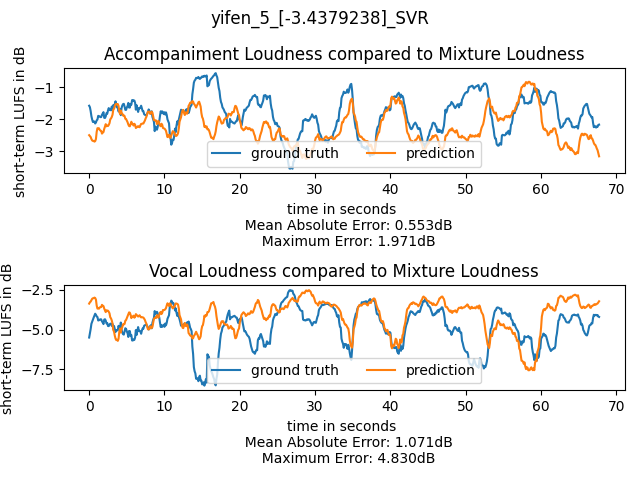 yifen_5_[-3.4379238]_SVR
Accompaniment Loudness compared to Mixture Loudness
short-term LUFS in dB
−1
−2
−3
ground truth
prediction
0 10 20 30 40 50 60 70
time in seconds
Mean Absolute Error: 0.553dB
Maximum Error: 1.971dB
Vocal Loudness compared to Mixture Loudness
short-term LUFS in dB
−2.5
−5.0
−7.5
ground truth
prediction
0 10 20 30 40 50 60 70
time in seconds
Mean Absolute Error: 1.071dB
Maximum Error: 4.830dB